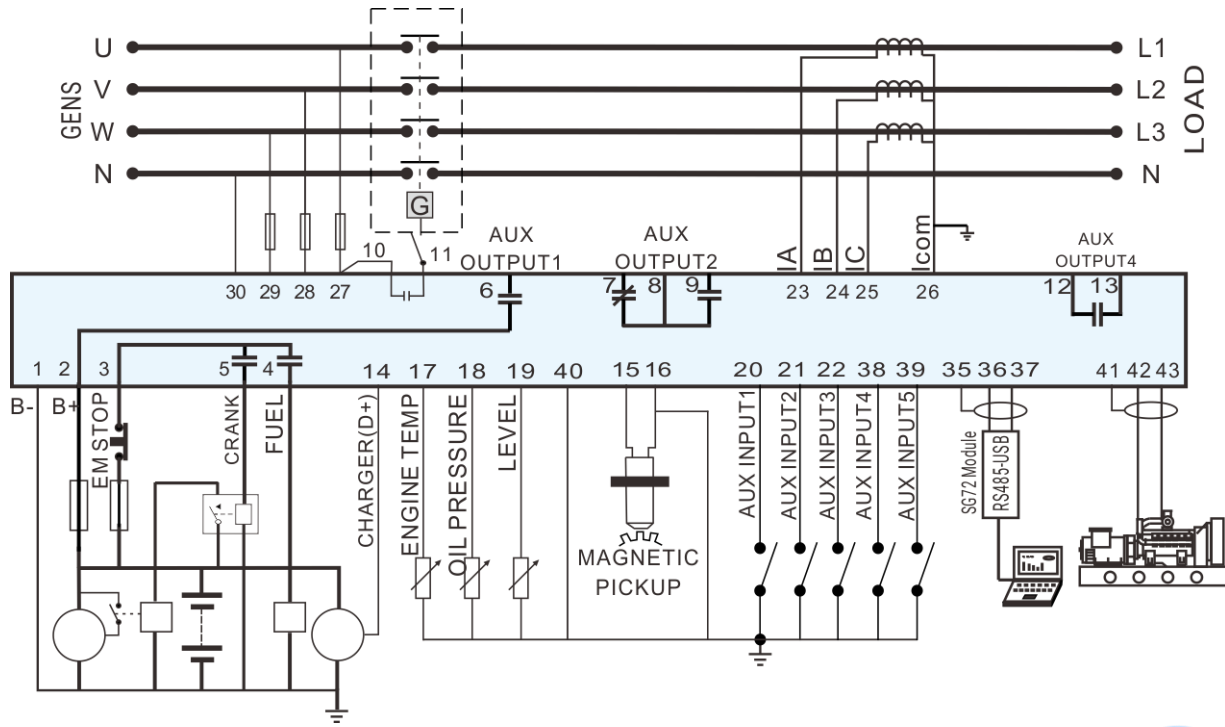 U
V
W
N
GENS
L1
L2
L3
N
LOAD
G
10
11
AUX
OUTPUT1
AUX
OUTPUT2
IA
IB
IC
Icom
AUX
OUTPUT4
30
29
28
27
6
7
8
9
23
24
25
26
12
13
1
2
3
5
4
14
17
18
19
40
15
16
20
21
22
38
39
35
36
37
41
42
43
B-
B+
EM STOP
CRANK
FUEL
CHARGER(D+)
ENGINE TEMP
OIL PRESSURE
LEVEL
MAGNETIC
PICKUP
AUX INPUT1
AUX INPUT2
AUX INPUT3
AUX INPUT4
AUX INPUT5
SG72 Module
RS485-USB